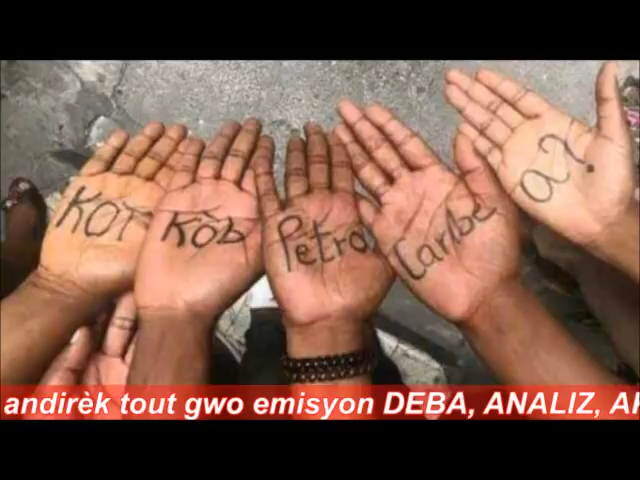 KOT Kòb Petro Caribe a?
andirèk tout gwo emisyon DEBA, ANALIZ,